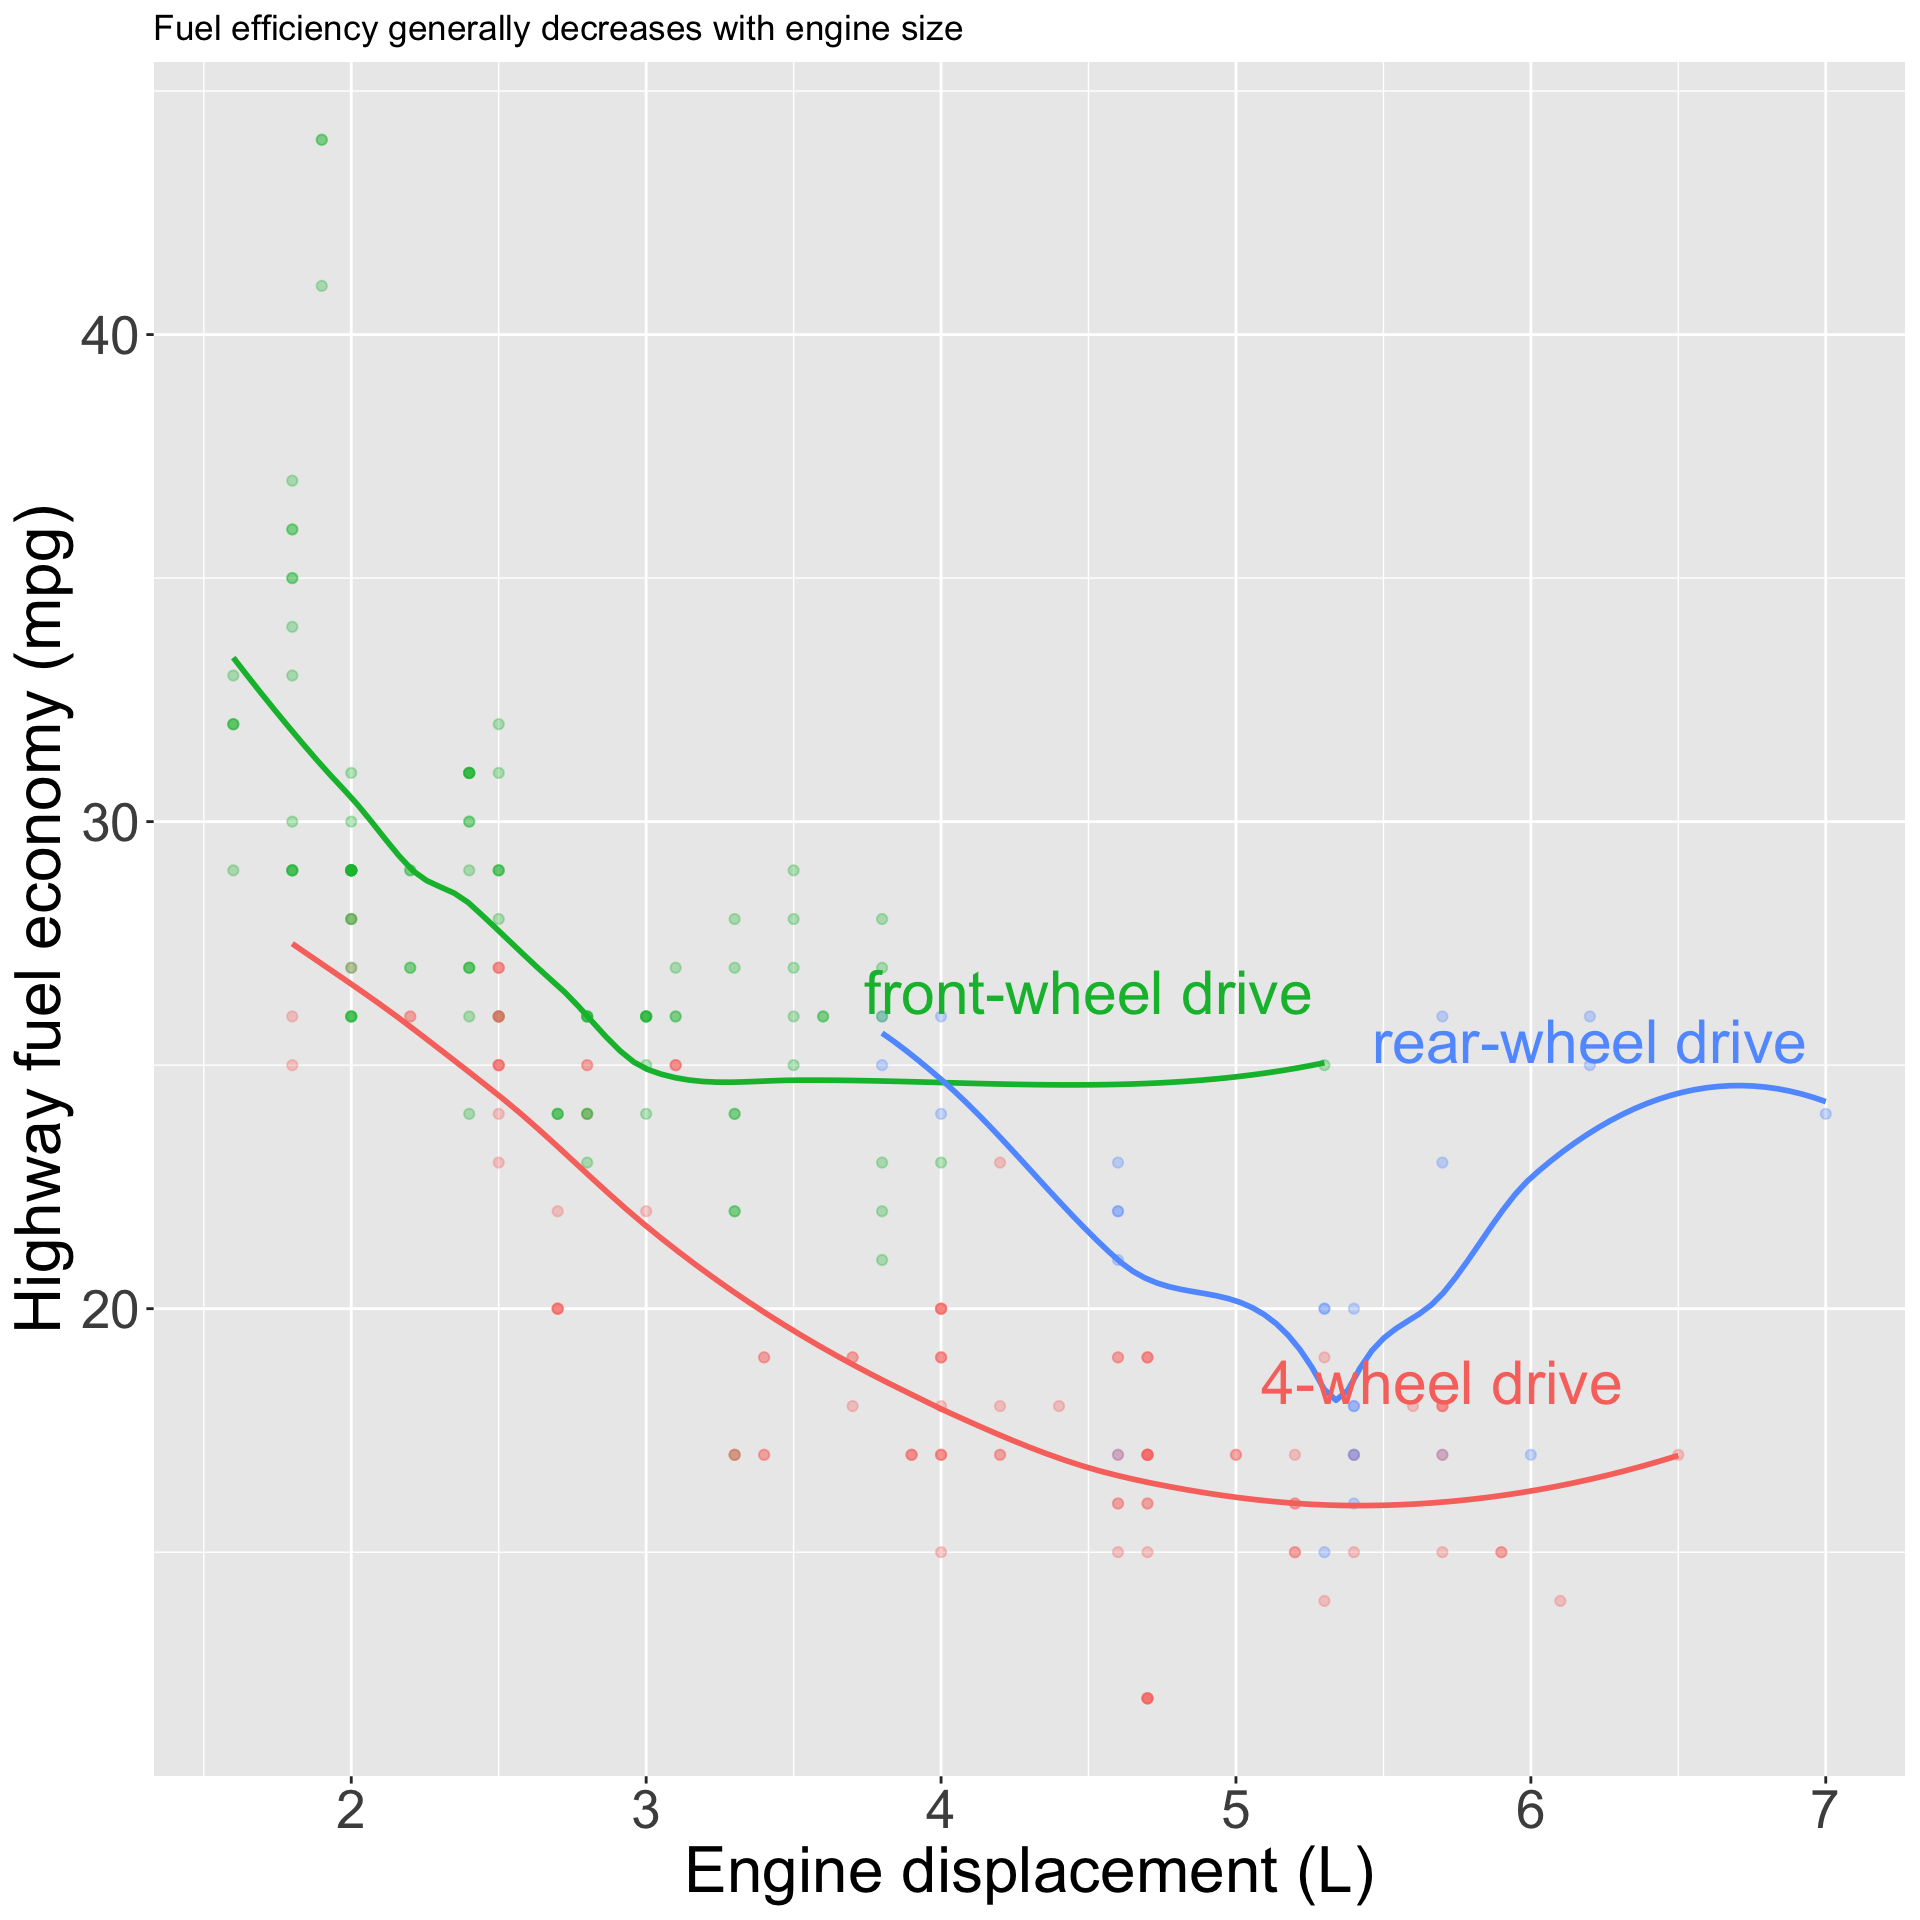 Fuel efficiency generally decreases with engine size
Highway fuel economy (mpg)
40
30
20
front-wheel drive
rear-wheel drive
4-wheel drive
2 3 4 5 6 7
Engine displacement (L)